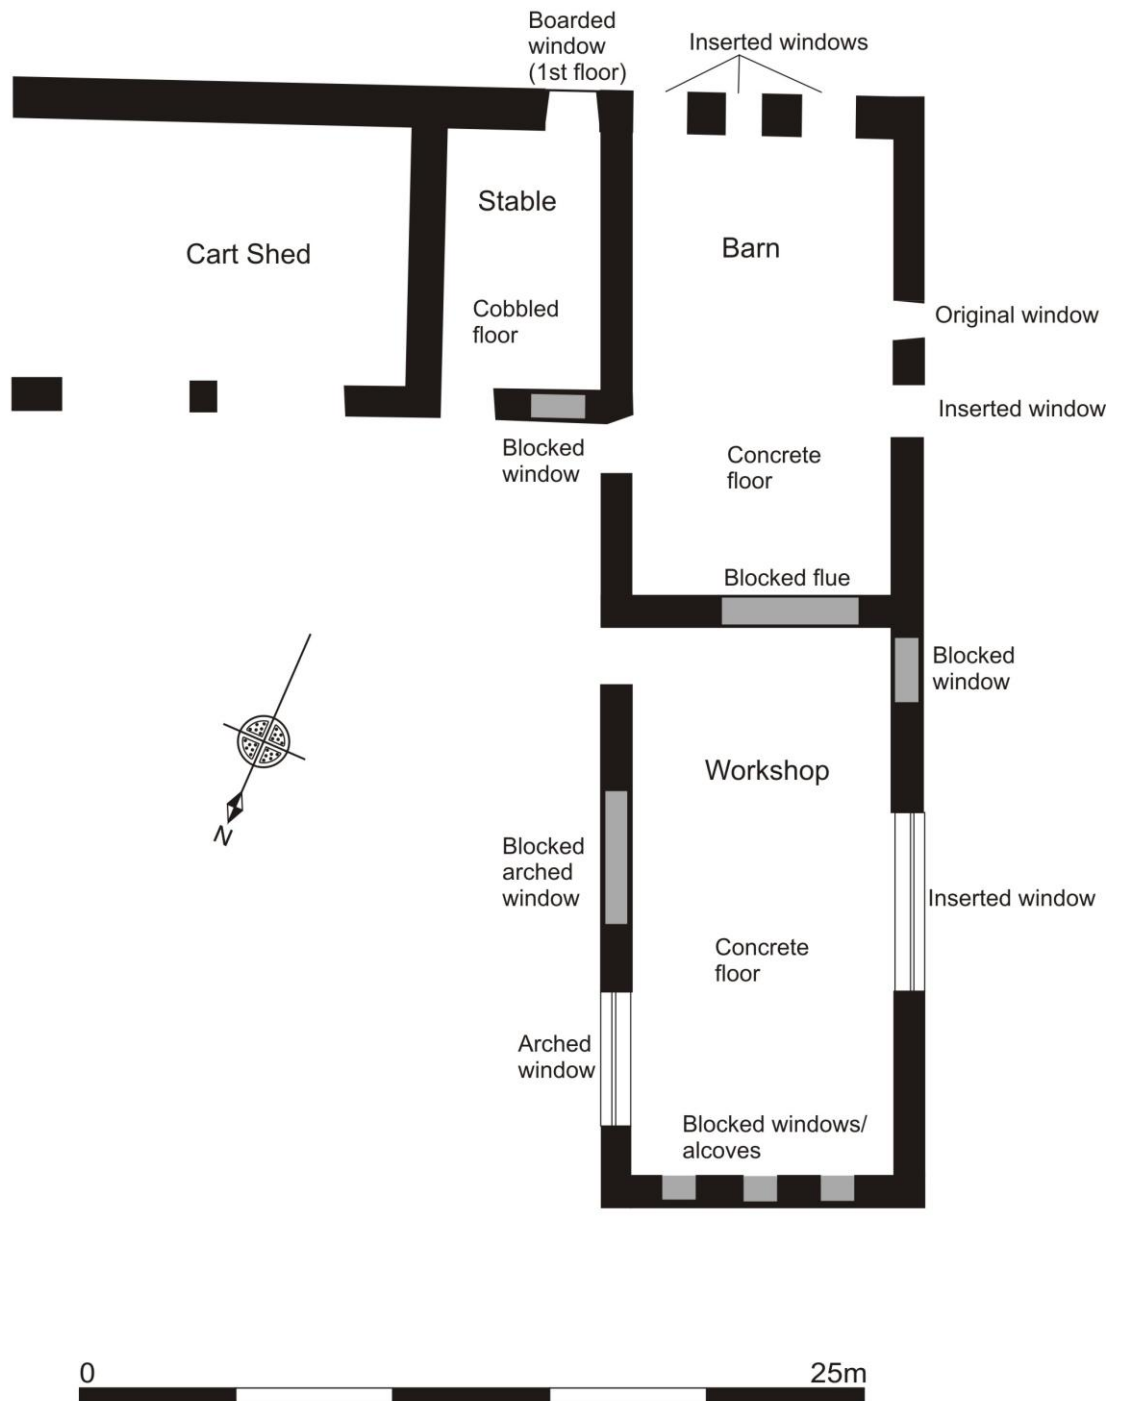 Boarded
window
(1st floor)
Inserted windows
Stable
Cart Shed
Barn
Cobbled
floor
Original window
Inserted window
Blocked
window
Concrete
floor
Blocked flue
Blocked
window
Workshop
N
Blocked
arched
window
Inserted window
Concrete
floor
Arched
window
Blocked windows/
alcoves
0
25m